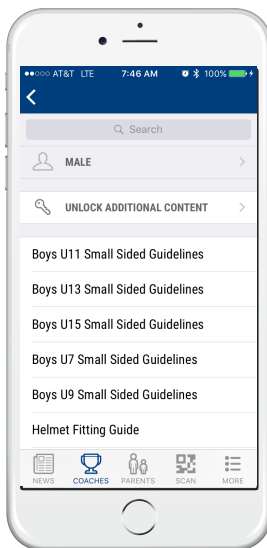 ●●○○○ AT&T LTE 7:46 AM 100%
Search
MALE
UNLOCK ADDITIONAL CONTENT
Boys U11 Small Sided Guidelines
Boys U13 Small Sided Guidelines
Boys U15 Small Sided Guidelines
Boys U7 Small Sided Guidelines
Boys U9 Small Sided Guidelines
Helmet Fitting Guide
NEWS COACHES PARENTS SCAN MORE